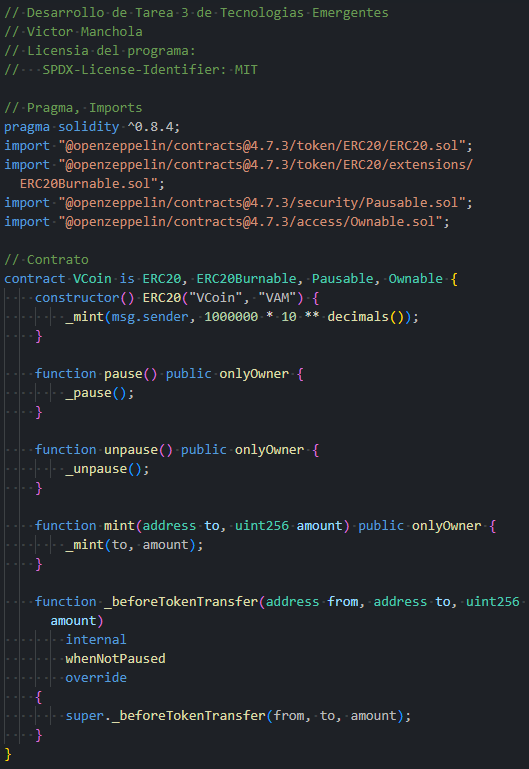 // Desarrollo de Tarea 3 de Tecnologias Emergentes
// Victor Manchola
// Licensia del programa:
//   SPDX-License-Identifier: MIT

// Pragma, Imports
pragma solidity ^0.8.4;
import "@openzeppelin/contracts@4.7.3/token/ERC20/ERC20.sol";
import "@openzeppelin/contracts@4.7.3/token/ERC20/extensions/
  ERC20Burnable.sol";
import "@openzeppelin/contracts@4.7.3/security/Pausable.sol";
import "@openzeppelin/contracts@4.7.3/access/Ownable.sol";

// Contrato
contract VCoin is ERC20, ERC20Burnable, Pausable, Ownable {
    constructor() ERC20("VCoin", "VAM") {
        _mint(msg.sender, 1000000 * 10 ** decimals());
    }

    function pause() public onlyOwner {
        _pause();
    }

    function unpause() public onlyOwner {
        _unpause();
    }

    function mint(address to, uint256 amount) public onlyOwner {
        _mint(to, amount);
    }

    function _beforeTokenTransfer(address from, address to, uint256
      amount)
        internal
        whenNotPaused
        override
    {
        super._beforeTokenTransfer(from, to, amount);
    }
}